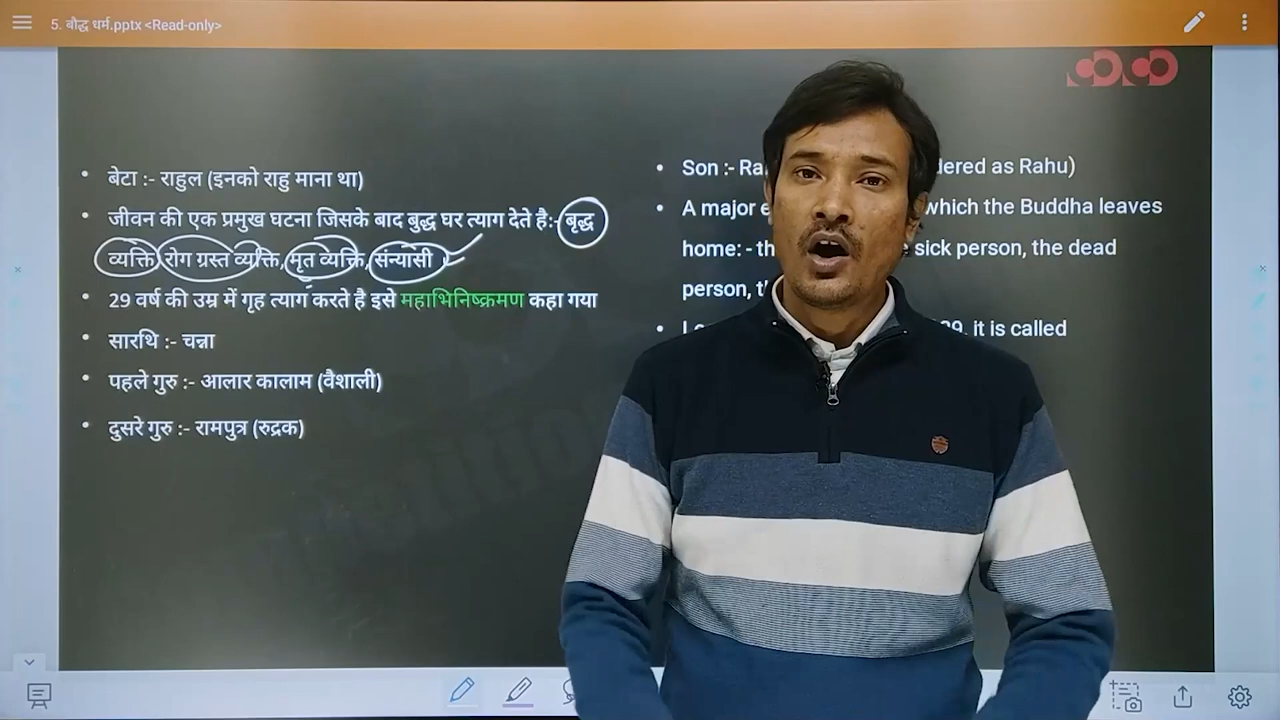 5. बौद्ध धर्म.pptx <Read-only>
• बेटा :- राहुल (इनको राहु माना था)
• जीवन की एक प्रमुख घटना जिसके बाद बुद्ध घर त्याग देते है:- बृद्ध
व्यक्ति रोग ग्रस्त व्यक्ति, मृत व्यक्ति, संन्यासी
• 29 वर्ष की उम्र में गृह त्याग करते है इसे महाभिनिष्क्रमण कहा गया
• सारथि :- चन्ना
• पहले गुरु :- आलार कालाम (वैशाली)
• दुसरे गुरु :- रामपुत्र (रुद्रक)
• Son :- Ra dered as Rahu)
• A major which the Buddha leaves
home: - sick person, the dead
person,
• it is called